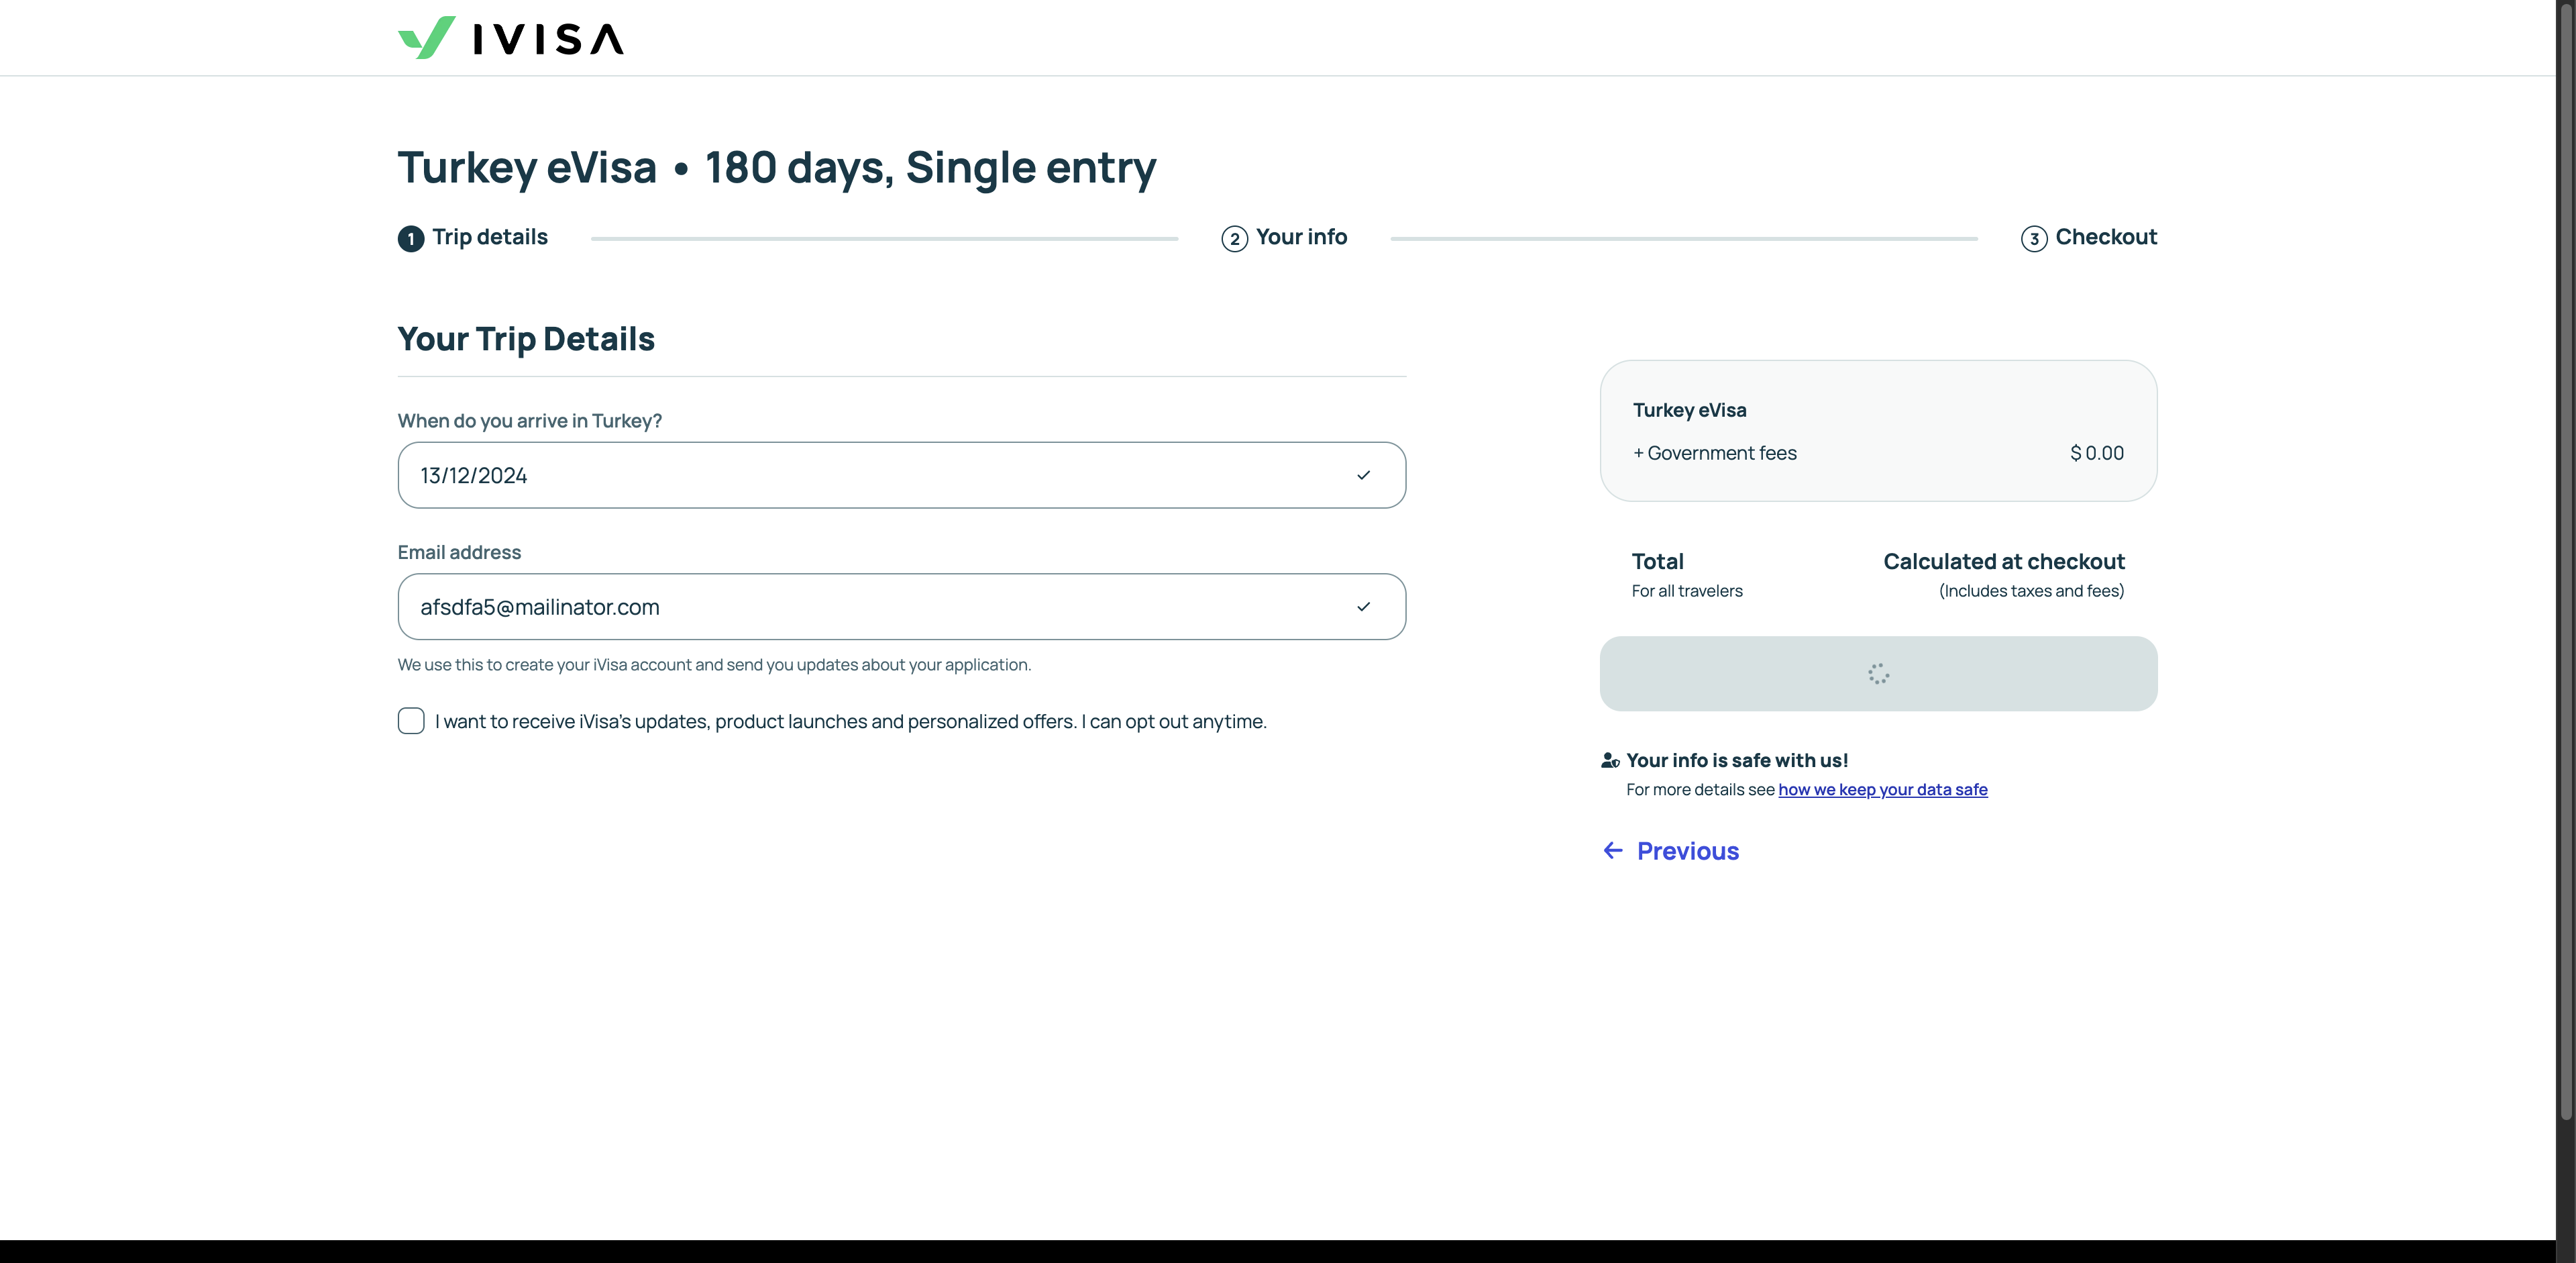 IVISA
Turkey eVisa • 180 days, Single entry
1 Trip details
2 Your info
3 Checkout
Your Trip Details
When do you arrive in Turkey?
13/12/2024
Email address
afsdfa5@mailinator.com
We use this to create your iVisa account and send you updates about your application.
I want to receive iVisa's updates, product launches and personalized offers. I can opt out anytime.
Turkey eVisa
+ Government fees $ 0.00
Total Calculated at checkout
For all travelers (Includes taxes and fees)
Your info is safe with us!
For more details see how we keep your data safe
← Previous